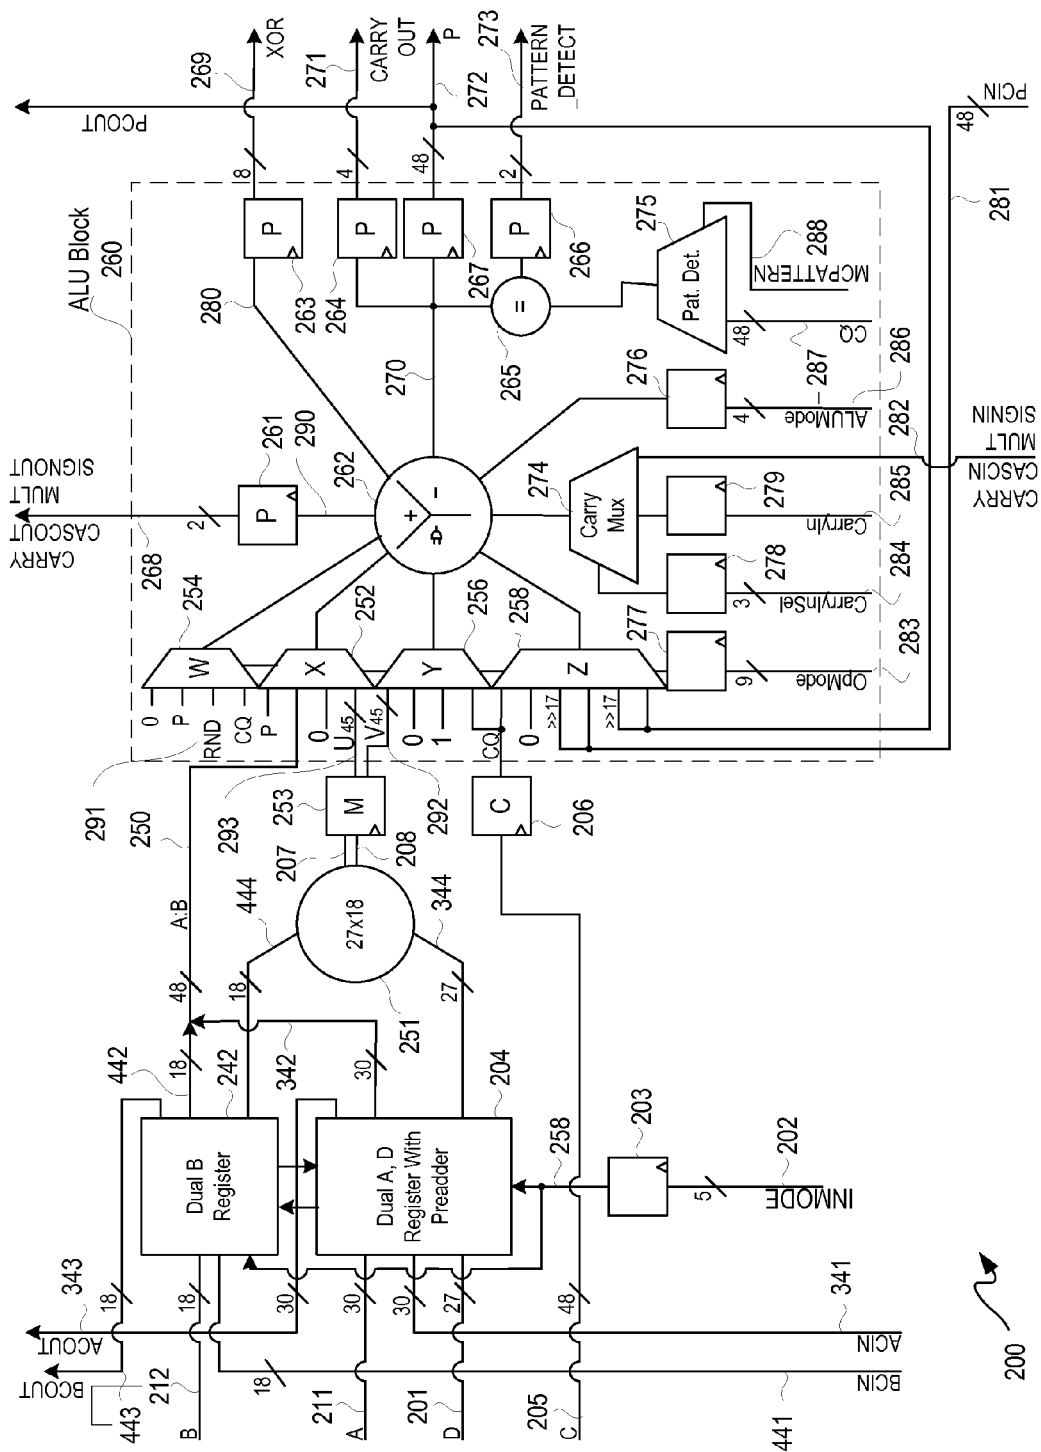 269
XOR
271
CARRY
OUT
P
272
273
PATTERN
_DETECT
PCOUT
8
4
48
2
48
PCIN
281
ALU Block
260
P
263
P
264
P
267
P
266
=
265
275
Pat. Det.
288
MCPATTERN
48
CQ
287
280
270
276
4
ALUMode
286
SIGNOUT
MULT
CASCOUT
CARRY
268
2
P
261
290
262
+
−
274
Carry
Mux
SIGNIN
MULT
CASCIN
CARRY
282
279
CarryIn
285
278
3
CarryInSel
284
277
9
OpMode
283
254
W
252
X
256
Y
258
Z
0
P
RND
CQ
P
0
U45
V45
0
1
CQ
0
>>17
>>17
291
250
293
253
M
292
207
208
C
206
A:B
444
344
27x18
251
48
18
27
442
18
242
342
30
204
Dual B
Register
Dual A, D
Register With
Preadder
258
203
5
202
INMODE
343
ACOUT
BCOUT
443
18
18
30
30
30
27
48
18
212
B
211
A
201
D
205
C
341
ACIN
BCIN
441
200